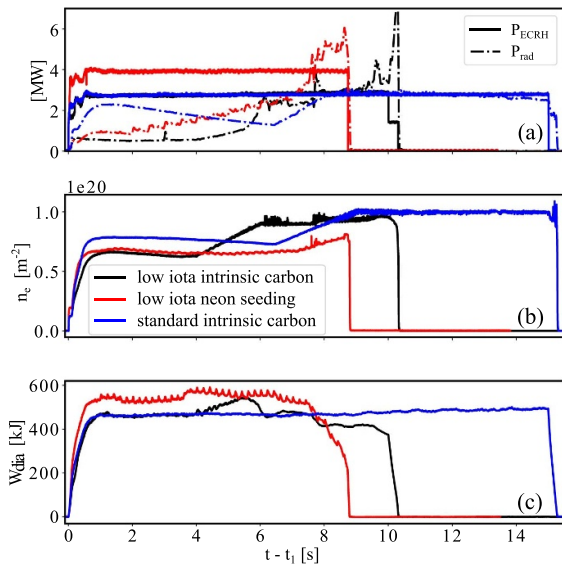 6
4
2
0
[MW]
P_ECRH
P_rad
(a)
1e20
1.0
0.5
0.0
n_e [m^-2]
low iota intrinsic carbon
low iota neon seeding
standard intrinsic carbon
(b)
600
400
200
0
W_dia [kJ]
(c)
0 2 4 6 8 10 12 14
t - t_1 [s]